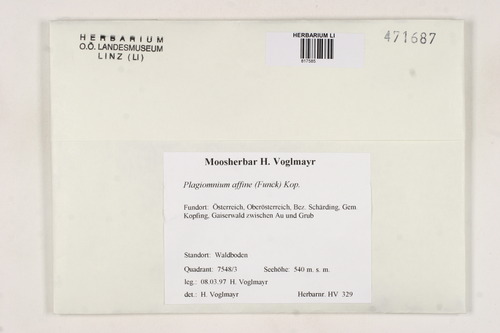 HERBARIUM
O.Ö. LANDESMUSEUM
LINZ (LI)
HERBARIUM LI
817585
471687
Moosherbar H. Voglmayr
Plagiomnium affine (Funck) Kop.
Fundort: Österreich, Oberösterreich, Bez. Schärding, Gem
Kopfing, Gaiserwald zwischen Au und Grub
Standort: Waldboden
Quadrant: 7548/3 Seehöhe: 540 m. s. m.
leg.: 08.03.97 H. Voglmayr
det.: H. Voglmayr Herbarnr. HV 329